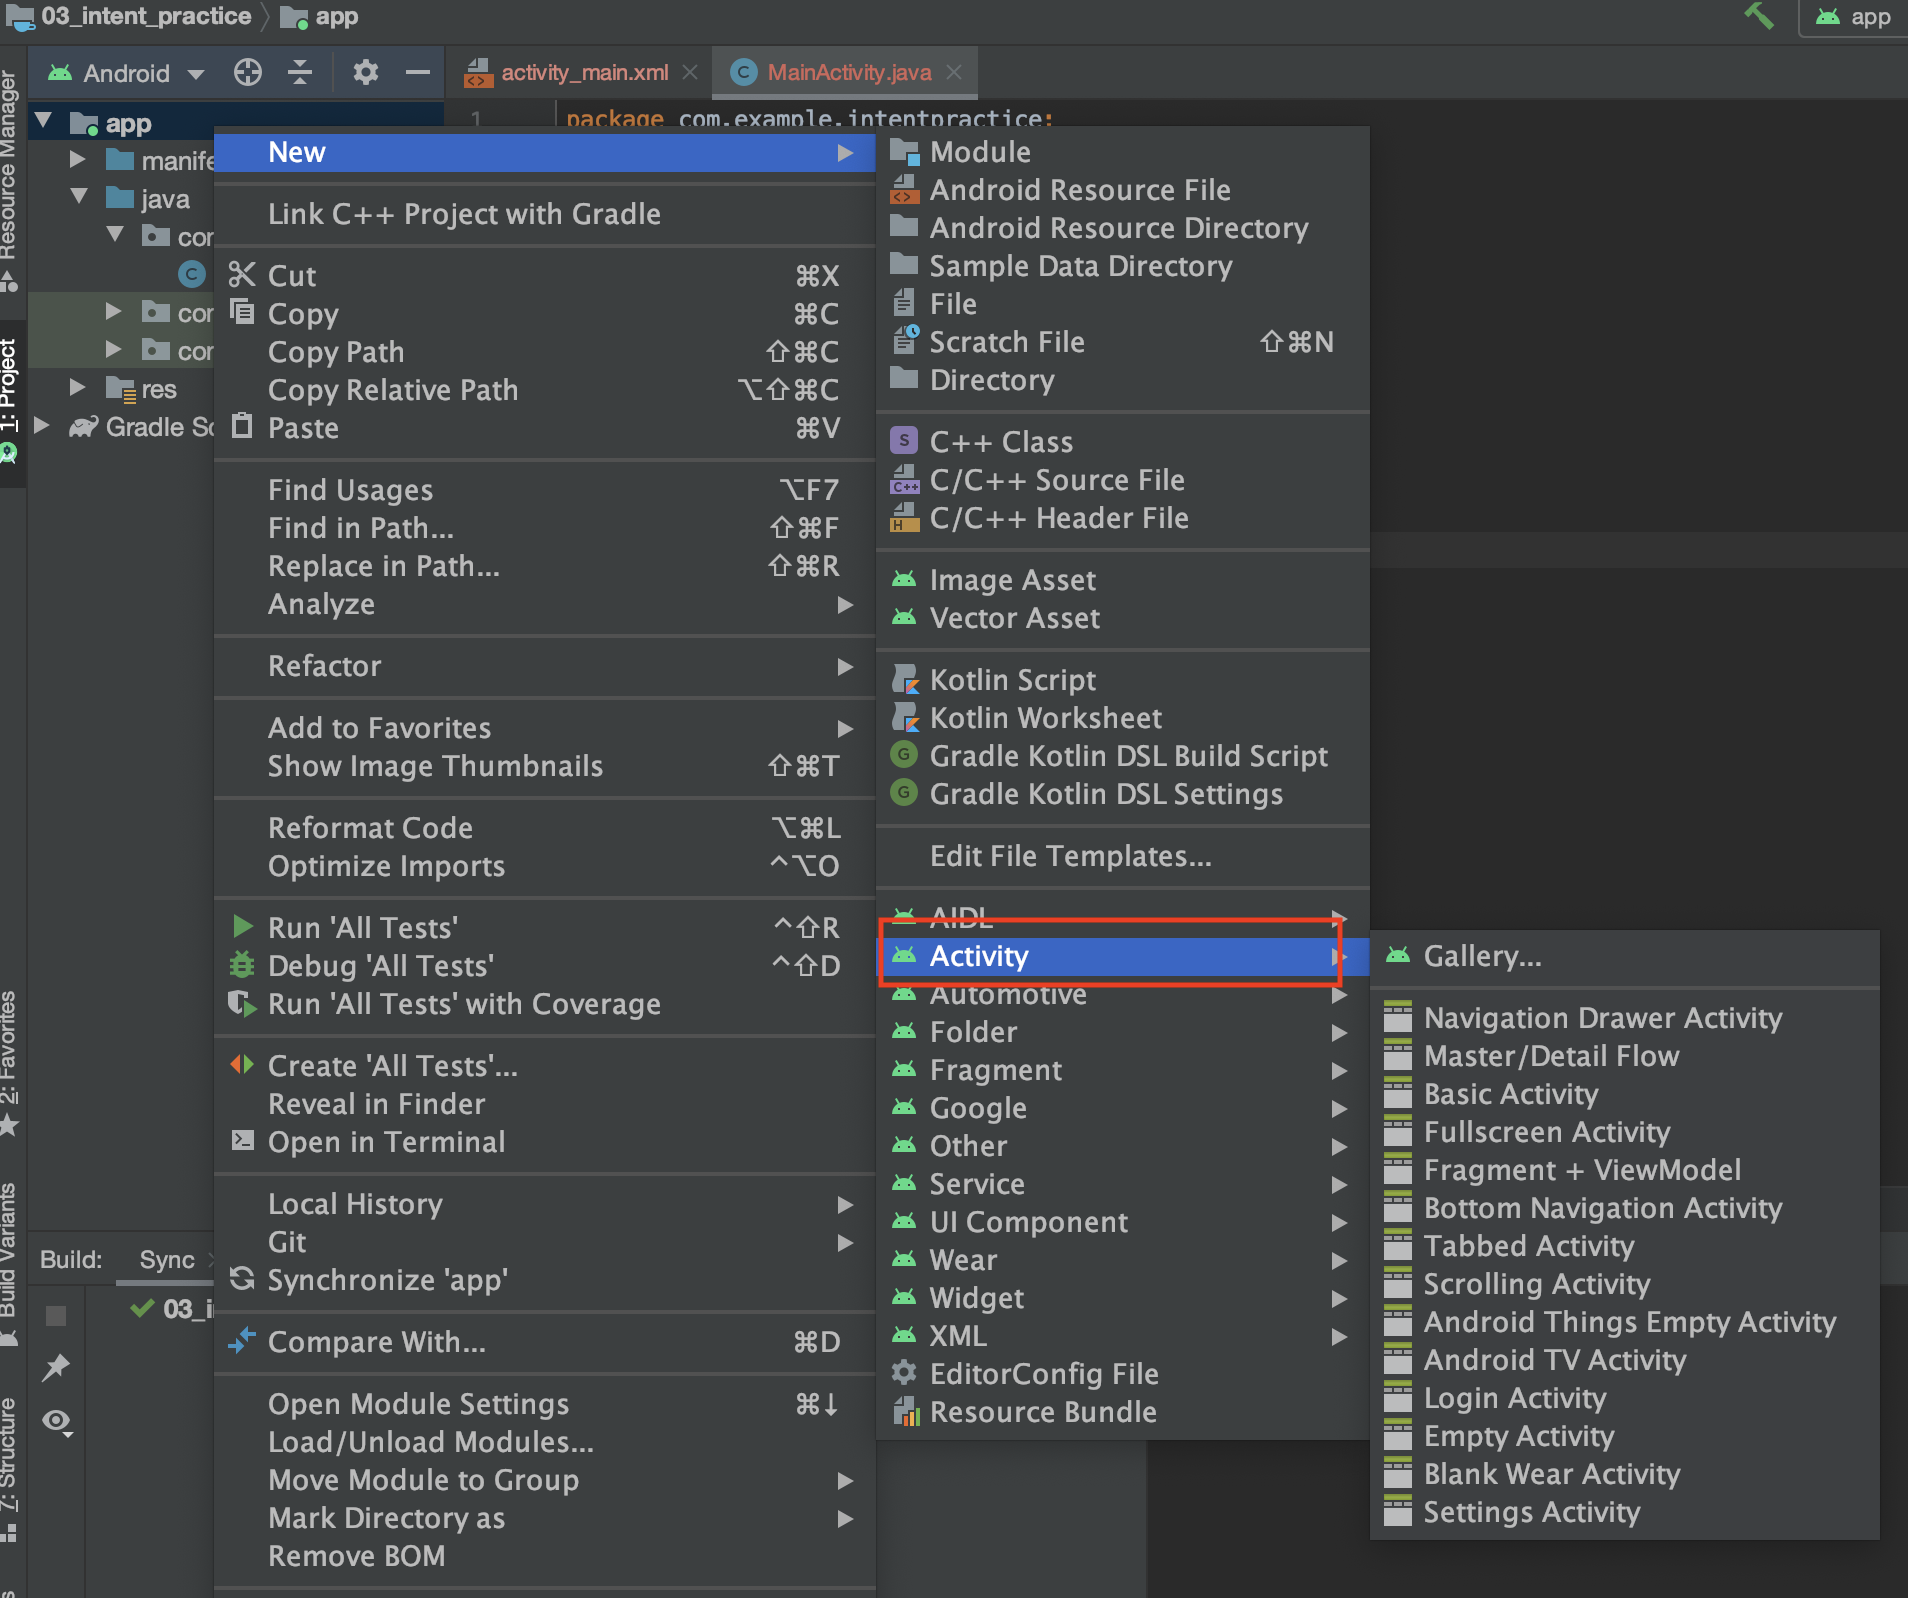 03_intent_practice
app
app
Android
activity_main.xml
MainActivity.java
1
package com.example.intentpractice;
Resource Manager
1: Project
2: Favorites
Build Variants
7: Structure
app
java
res
New
Link C++ Project with Gradle
Cut ⌘X
Copy ⌘C
Copy Path ⇧⌘C
Copy Relative Path ⌥⇧⌘C
Paste ⌘V
Find Usages ⌥F7
Find in Path... ⇧⌘F
Replace in Path... ⇧⌘R
Analyze
Refactor
Add to Favorites
Show Image Thumbnails ⇧⌘T
Reformat Code ⌥⌘L
Optimize Imports ^⌥O
Run 'All Tests' ^⇧R
Debug 'All Tests' ^⇧D
Run 'All Tests' with Coverage
Create 'All Tests'...
Reveal in Finder
Open in Terminal
Local History
Git
Synchronize 'app'
Compare With... ⌘D
Open Module Settings ⌘↓
Load/Unload Modules...
Move Module to Group
Mark Directory as
Remove BOM
Module
Android Resource File
Android Resource Directory
Sample Data Directory
File
Scratch File ⇧⌘N
Directory
C++ Class
C/C++ Source File
C/C++ Header File
Image Asset
Vector Asset
Kotlin Script
Kotlin Worksheet
Gradle Kotlin DSL Build Script
Gradle Kotlin DSL Settings
Edit File Templates...
AIDL
Activity
Automotive
Folder
Fragment
Google
Other
Service
UI Component
Wear
Widget
XML
EditorConfig File
Resource Bundle
Gallery...
Navigation Drawer Activity
Master/Detail Flow
Basic Activity
Fullscreen Activity
Fragment + ViewModel
Bottom Navigation Activity
Tabbed Activity
Scrolling Activity
Android Things Empty Activity
Android TV Activity
Login Activity
Empty Activity
Blank Wear Activity
Settings Activity
Gradle
Build: Sync